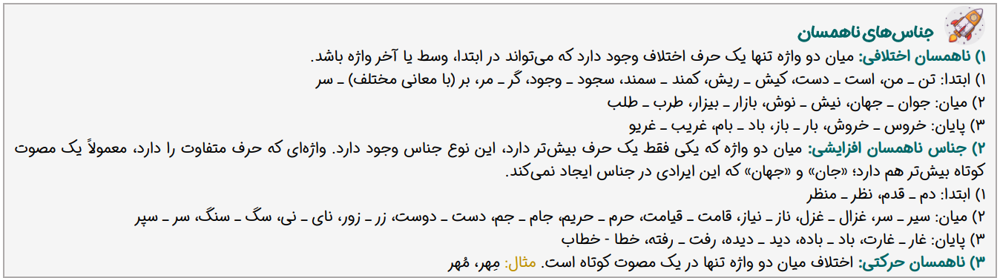 جناس‌های ناهمسان
۱) ناهمسان اختلافی: میان دو واژه تنها یک حرف اختلاف وجود دارد که می‌تواند در ابتدا، وسط یا آخر واژه باشد.
۱) ابتدا: تن ـ من، است ـ دست، کیش ـ ریش، کمند ـ سمند، سجود ـ وجود، گر ـ مر، بر (با معانی مختلف) ـ سر
۲) میان: جوان ـ جهان، نیش ـ نوش، بازار ـ بیزار، طرب ـ طلب
۳) پایان: خروس ـ خروش، بار ـ باز، باد ـ بام، غریب ـ غریو
۲) جناس ناهمسان افزایشی: میان دو واژه که یکی فقط یک حرف بیش‌تر دارد، این نوع جناس وجود دارد. واژه‌ای که حرف متفاوت را دارد، معمولاً یک مصوت
کوتاه بیش‌تر هم دارد؛ «جان» و «جهان» که این ایرادی در جناس ایجاد نمی‌کند.
۱) ابتدا: دم ـ قدم، نظر ـ منظر
۲) میان: سیر ـ سر، غزال ـ غزل، ناز ـ نیاز، قامت ـ قیامت، حرم ـ حریم، جام ـ جم، دست ـ دوست، زر ـ زور، نای ـ نی، سگ ـ سنگ، سر ـ سپر
۳) پایان: غار ـ غارت، باد ـ باده، دید ـ دیده، رفت ـ رفته، خطا - خطاب
۳) ناهمسان حرکتی: اختلاف میان دو واژه تنها در یک مصوت کوتاه است. مثال: مِهر، مُهر